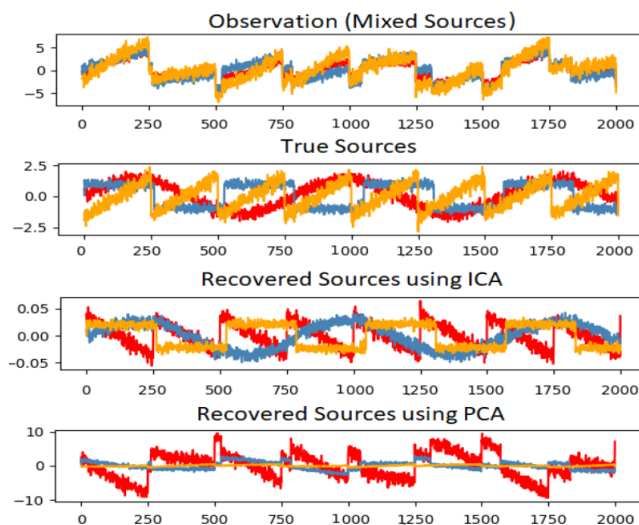 Observation (Mixed Sources)
5
0
−5
0 250 500 750 1000 1250 1500 1750 2000
True Sources
2.5
0.0
−2.5
0 250 500 750 1000 1250 1500 1750 2000
Recovered Sources using ICA
0.05
0.00
−0.05
0 250 500 750 1000 1250 1500 1750 2000
Recovered Sources using PCA
10
0
−10
0 250 500 750 1000 1250 1500 1750 2000